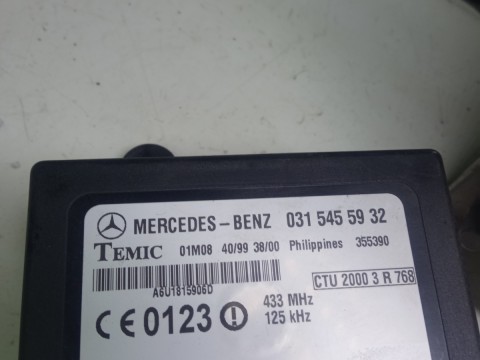 MERCEDES-BENZ 031 545 59 32
TEMIC 01M08 40/99 38/00 Philippines 355390
A6U1815906D CTU 2000 3 R 768
CE 0123 433 MHz
125 kHz